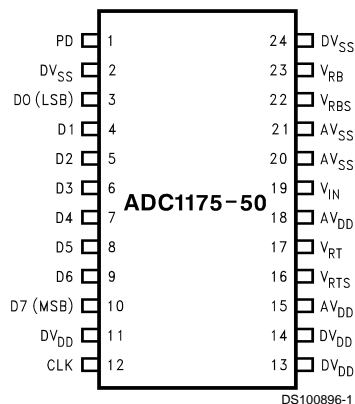 PD 1 24 DVSS
DVSS 2 23 VRB
D0 (LSB) 3 22 VRBS
D1 4 21 AVSS
D2 5 20 AVSS
D3 6 19 VIN
ADC1175-50
D4 7 18 AVDD
D5 8 17 VRT
D6 9 16 VRTS
D7 (MSB) 10 15 AVDD
DVDD 11 14 DVDD
CLK 12 13 DVDD
DS100896-1